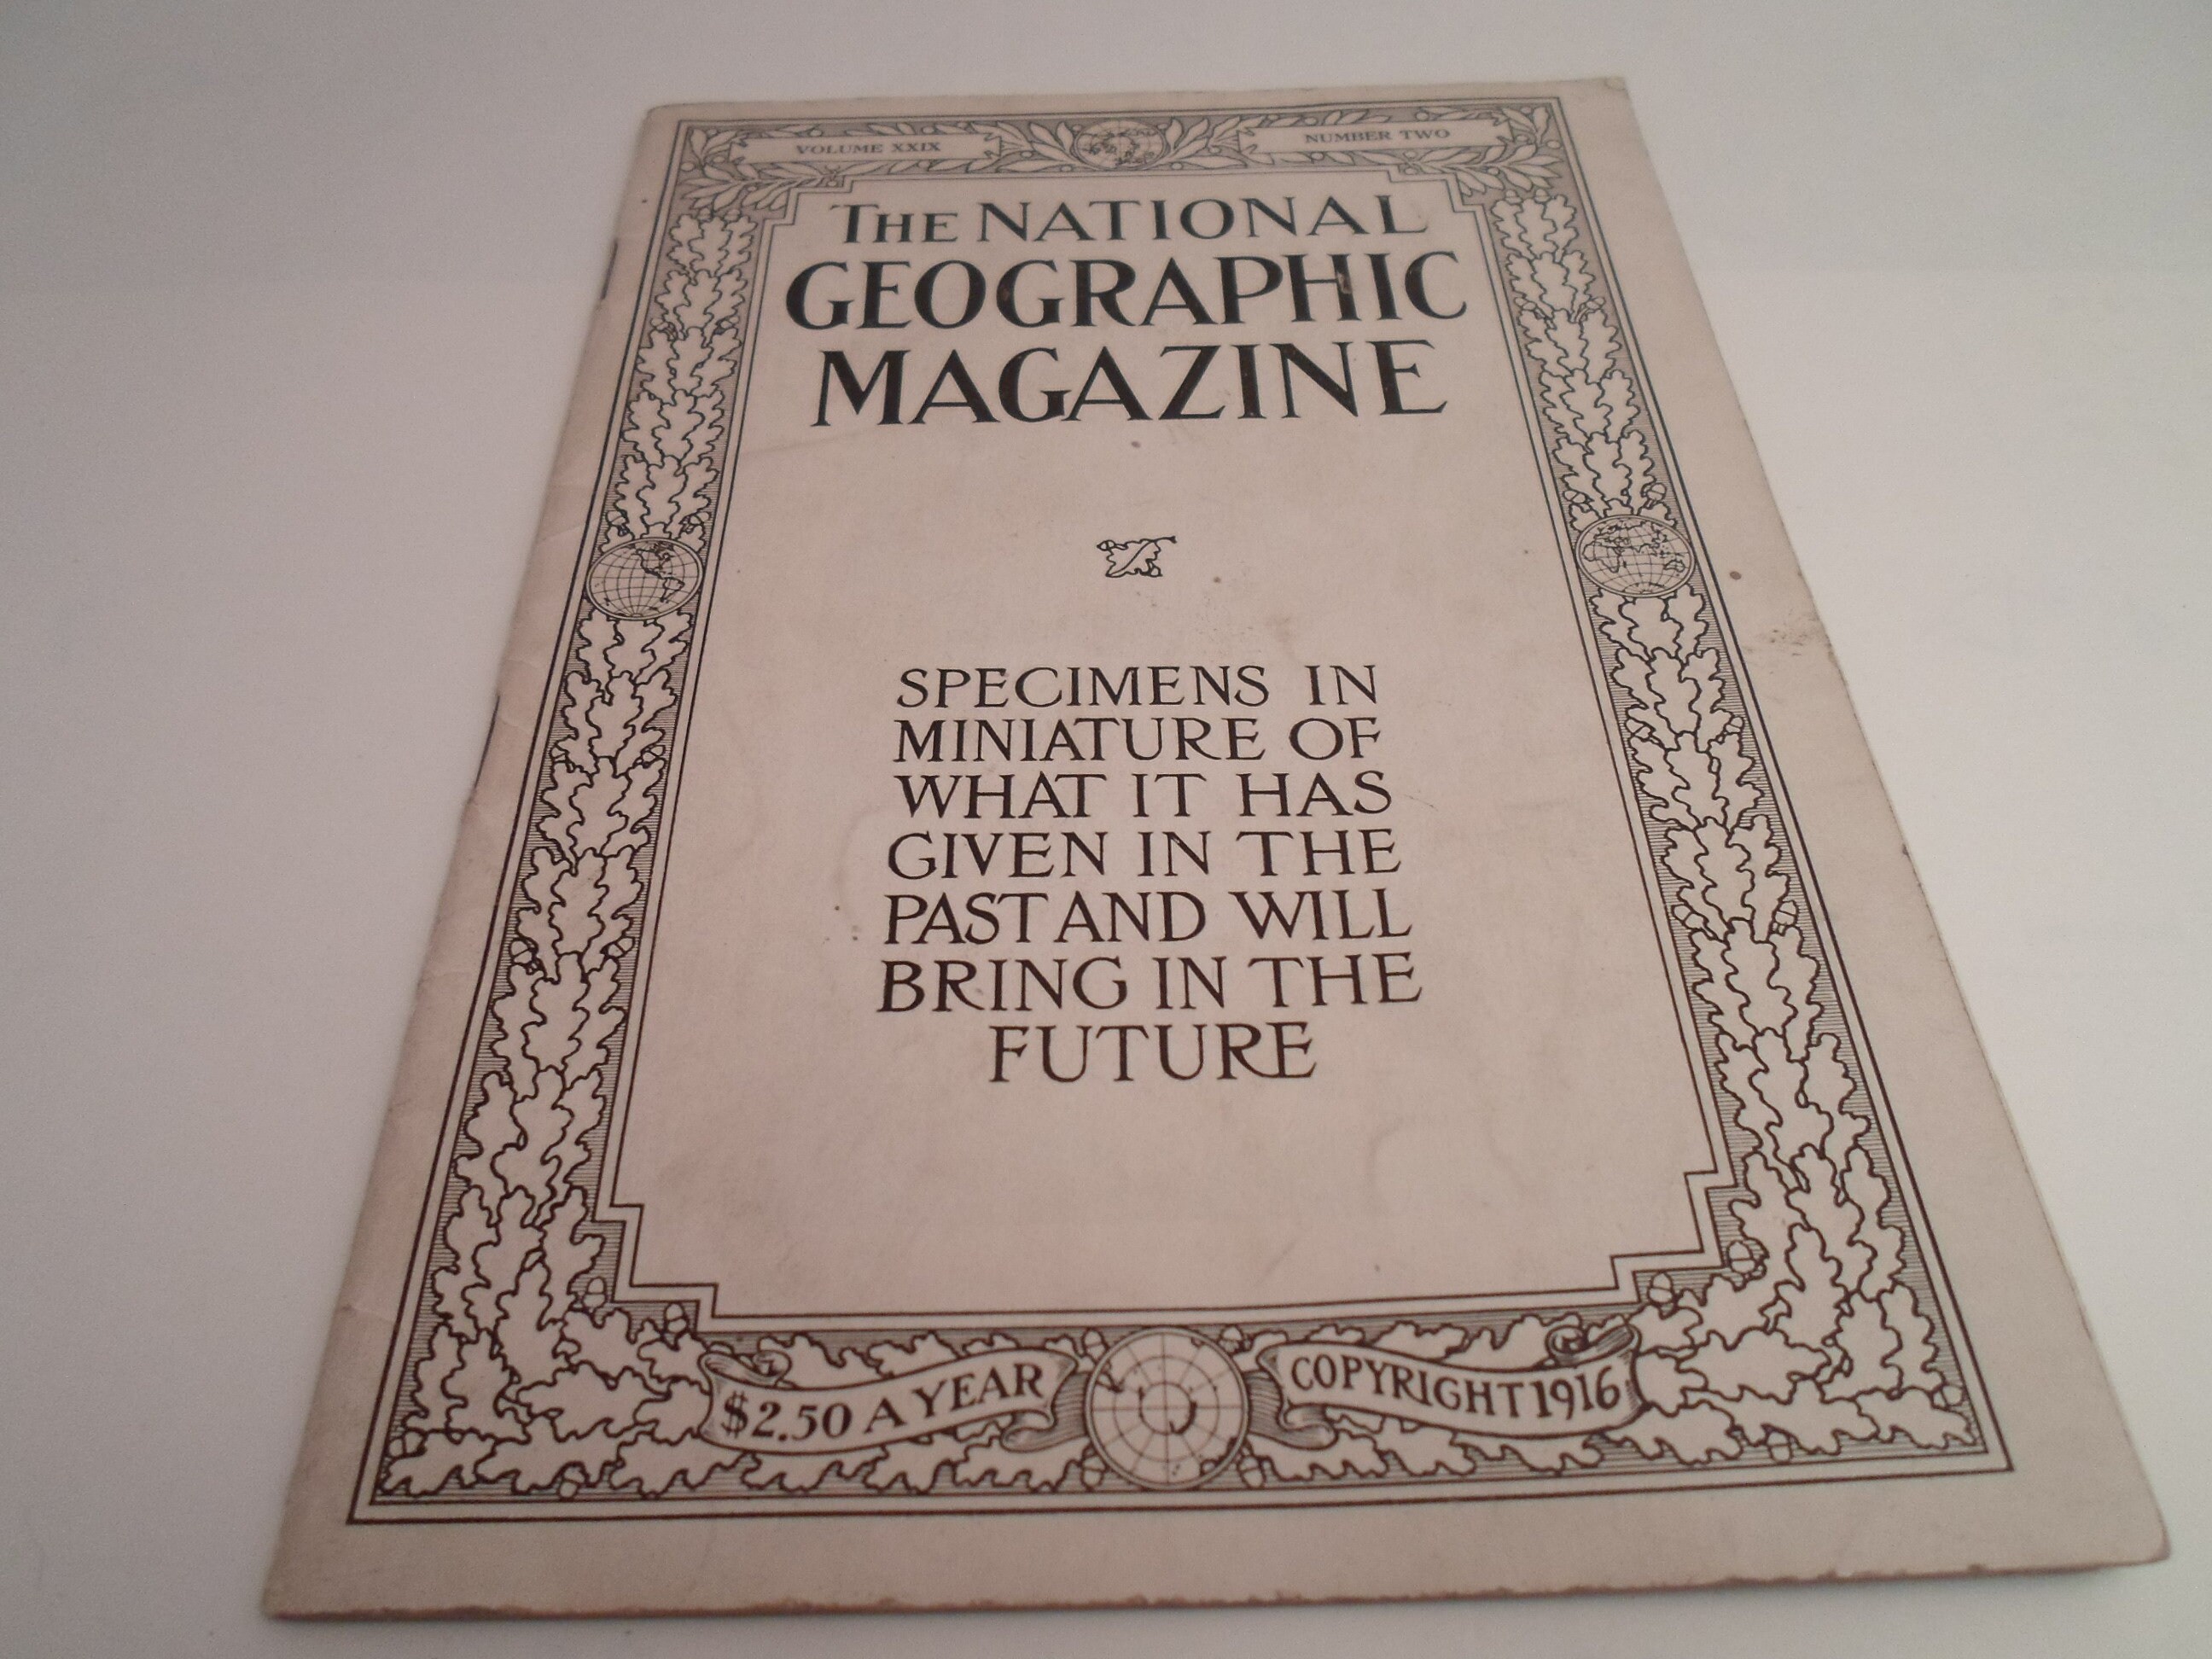 VOLUME XXIX
NUMBER TWO
THE NATIONAL
GEOGRAPHIC
MAGAZINE
SPECIMENS IN
MINIATURE OF
WHAT IT HAS
GIVEN IN THE
PAST AND WILL
BRING IN THE
FUTURE
$2.50 A YEAR
COPYRIGHT 1916